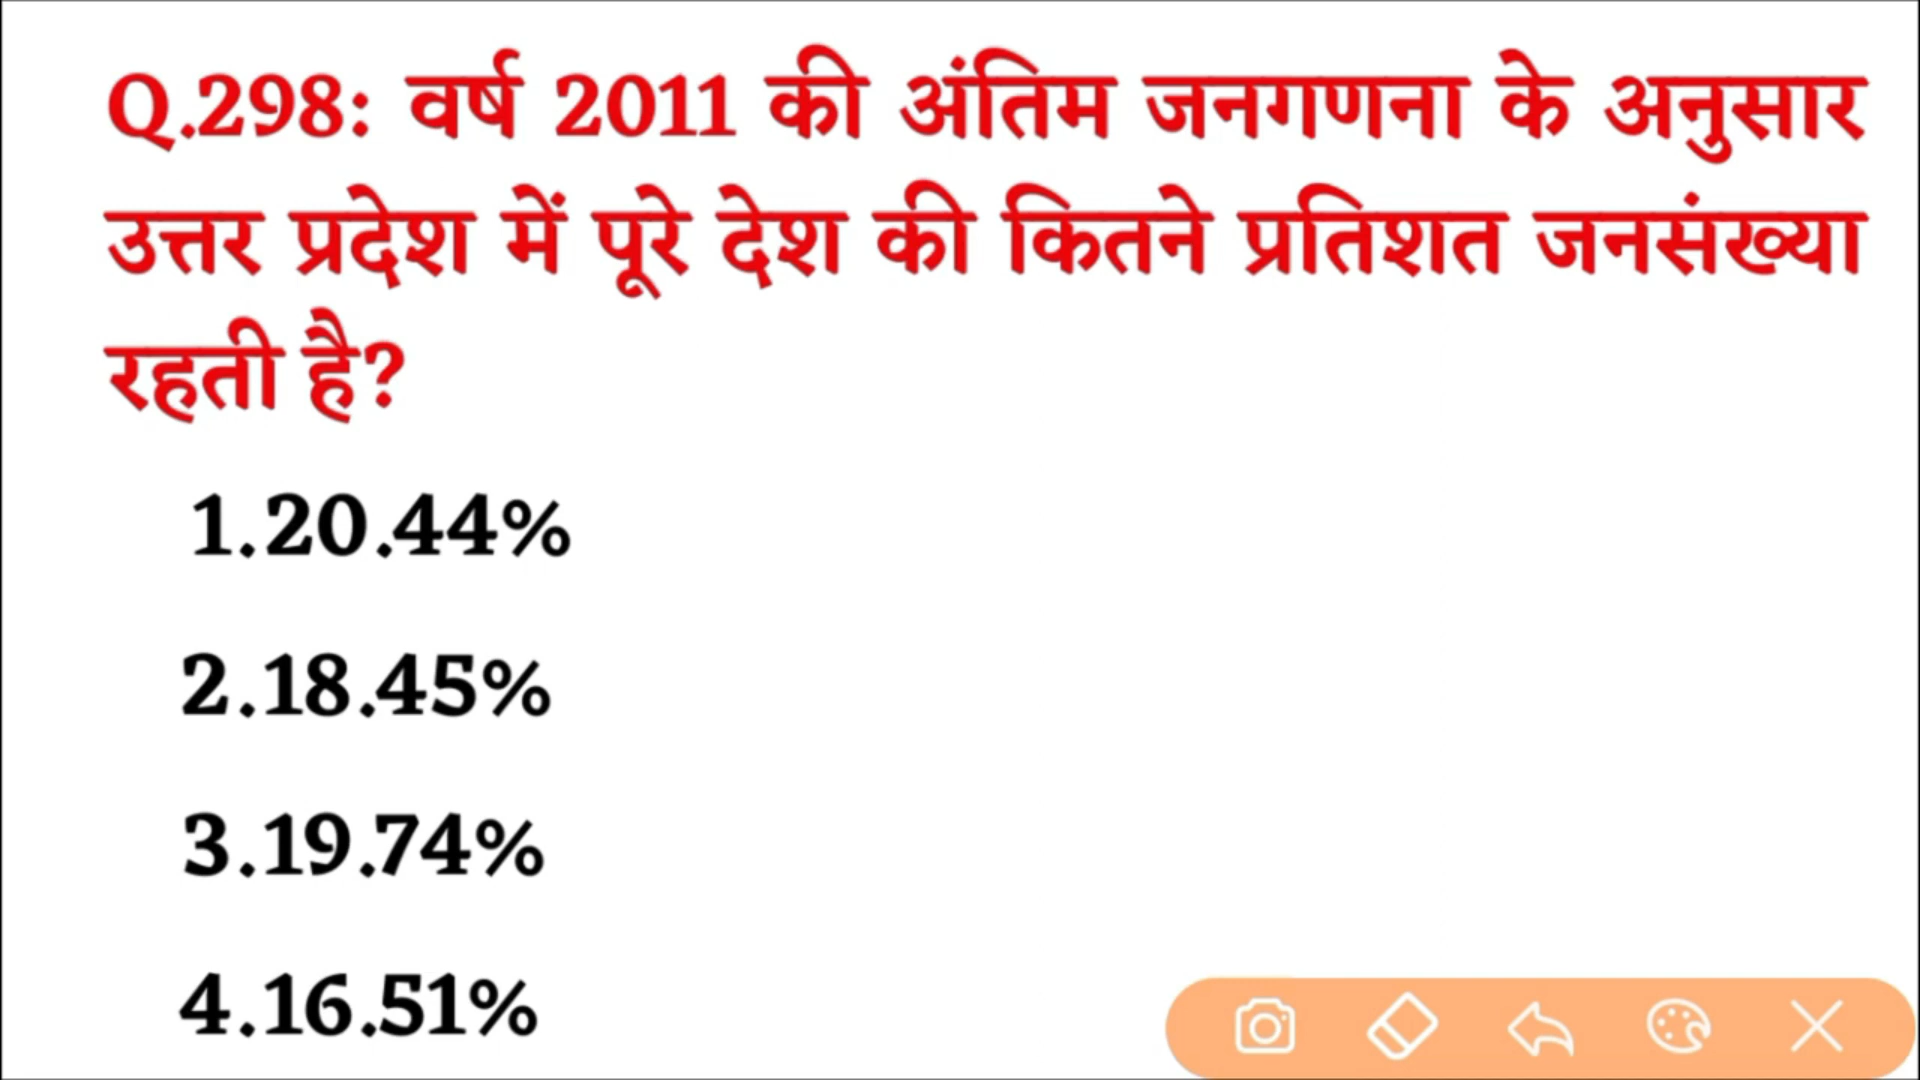 Q.298: वर्ष 2011 की अंतिम जनगणना के अनुसार
उत्तर प्रदेश में पूरे देश की कितने प्रतिशत जनसंख्या
रहती है?
1.20.44%
2.18.45%
3.19.74%
4.16.51%